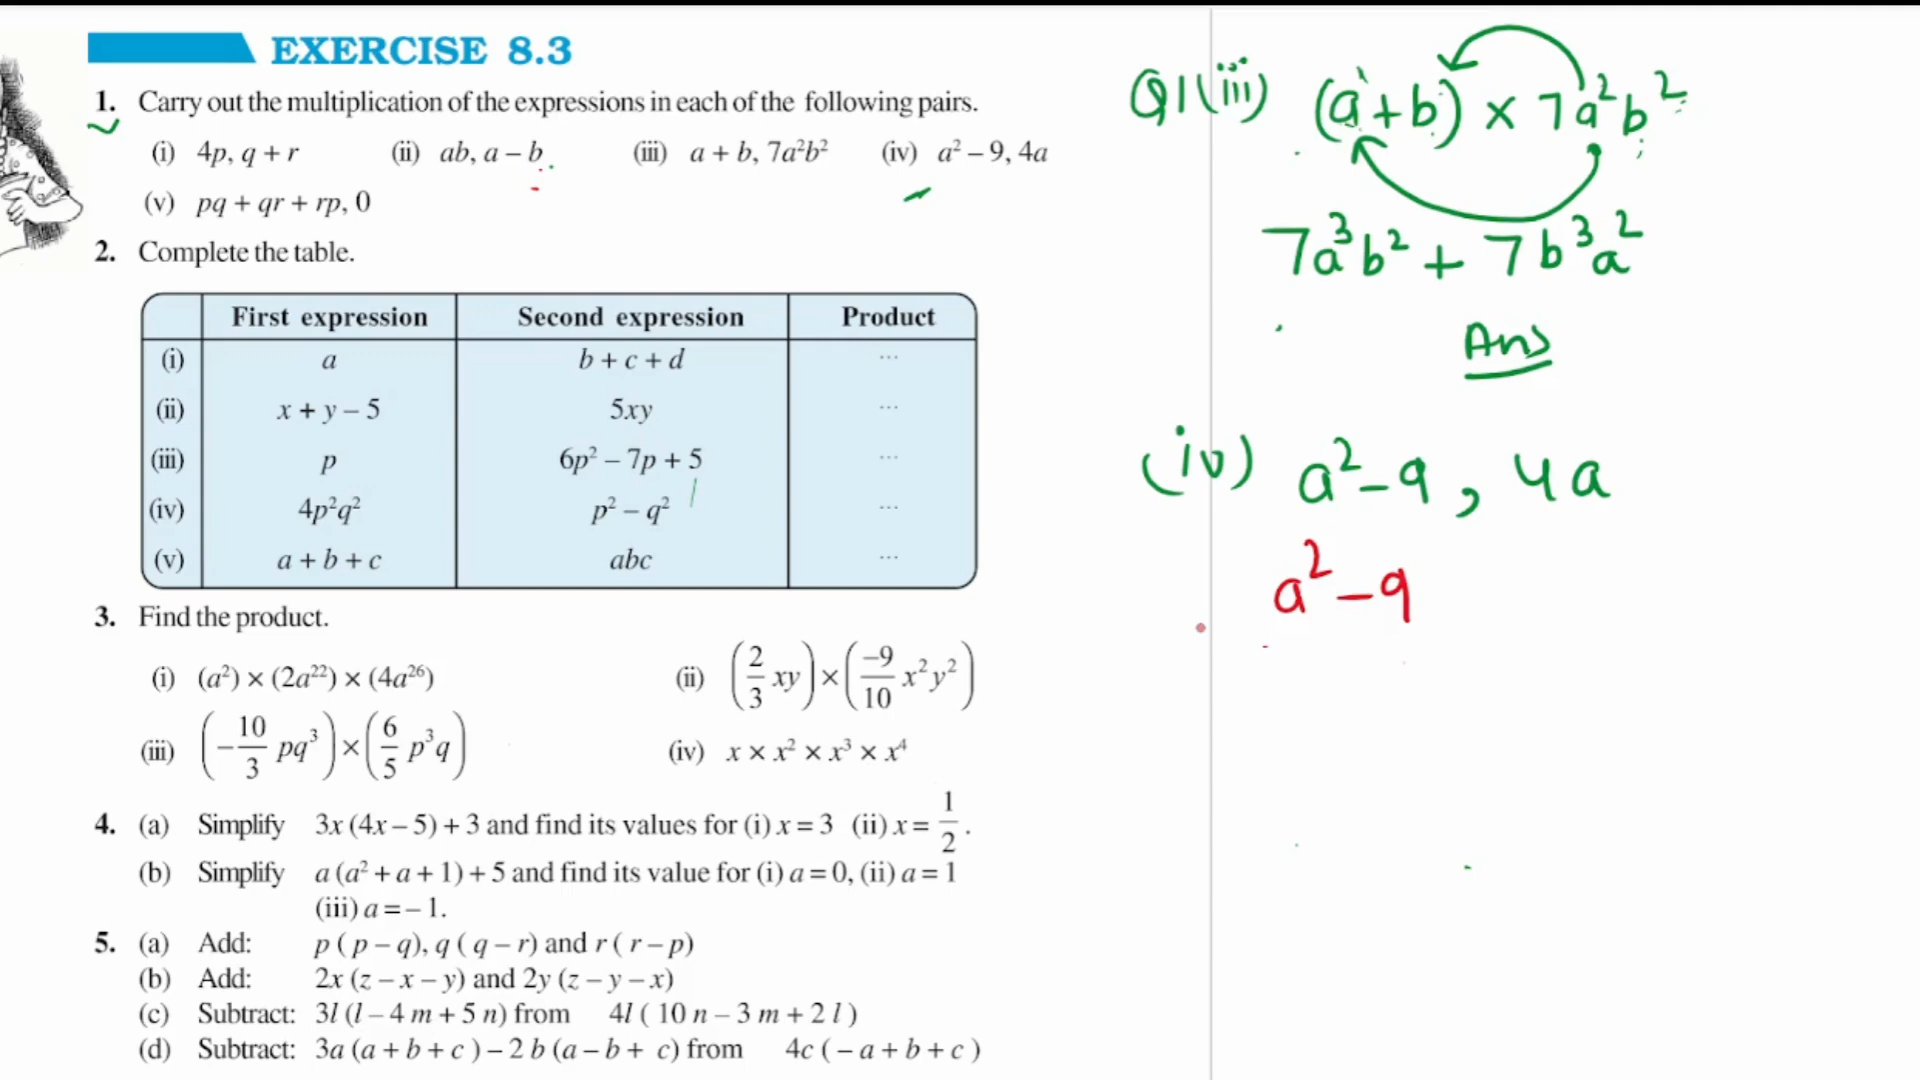 EXERCISE 8.3
1. Carry out the multiplication of the expressions in each of the following pairs.
(i) 4p, q + r (ii) ab, a – b (iii) a + b, 7a²b² (iv) a² – 9, 4a
(v) pq + qr + rp, 0
2. Complete the table.
First expression Second expression Product
(i) a b + c + d ...
(ii) x + y – 5 5xy ...
(iii) p 6p² – 7p + 5 ...
(iv) 4p²q² p² – q² ...
(v) a + b + c abc ...
3. Find the product.
(i) (a²) × (2a²²) × (4a²⁶) (ii) (2/3 xy) × (–9/10 x²y²)
(iii) (–10/3 pq³) × (6/5 p³q) (iv) x × x² × x³ × x⁴
4. (a) Simplify 3x (4x – 5) + 3 and find its values for (i) x = 3 (ii) x = 1/2.
(b) Simplify a (a² + a + 1) + 5 and find its value for (i) a = 0, (ii) a = 1
(iii) a = – 1.
5. (a) Add: p ( p – q), q ( q – r) and r ( r – p)
(b) Add: 2x (z – x – y) and 2y (z – y – x)
(c) Subtract: 3l (l – 4 m + 5 n) from 4l ( 10 n – 3 m + 2 l )
(d) Subtract: 3a (a + b + c ) – 2 b (a – b + c) from 4c ( – a + b + c )
Q1(iii) (a+b) × 7a²b²
7a³b² + 7b³a²
Ans
(iv) a²-9, 4a
a²-9